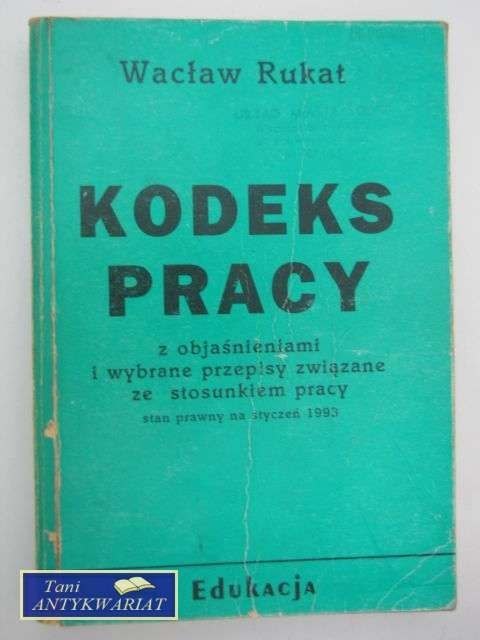 Wacław Rukat
KODEKS
PRACY
z objaśnieniami
i wybrane przepisy związane
ze stosunkiem pracy
stan prawny na styczeń 1993
Edukacja
Tani
ANTYKWARIAT